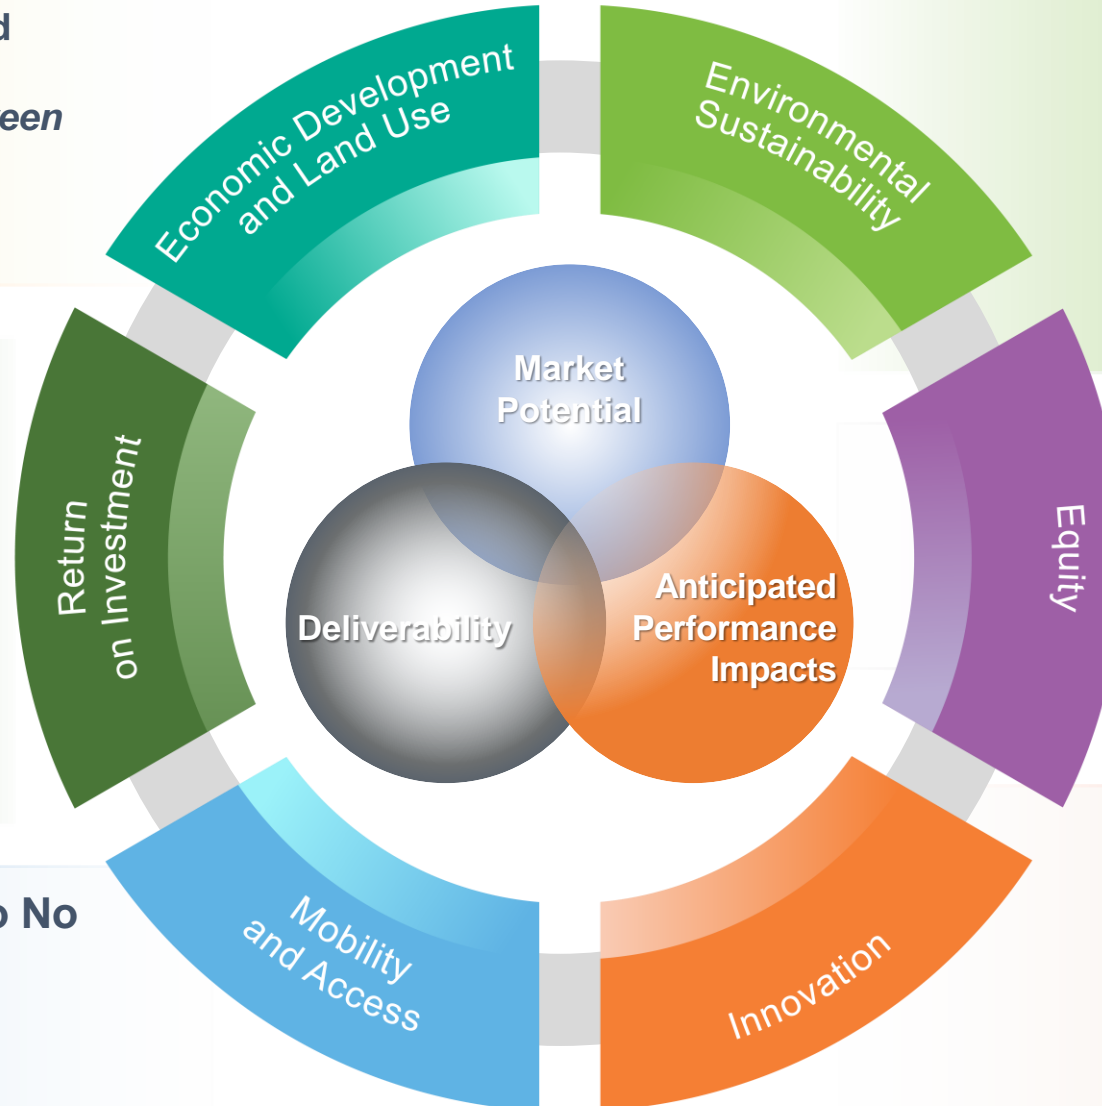 d
een
Economic Development
and Land Use
Environmental
Sustainability
Market
Potential
Return
on Investment
Equity
Deliverability
Anticipated
Performance
Impacts
o No
Mobility
and Access
Innovation